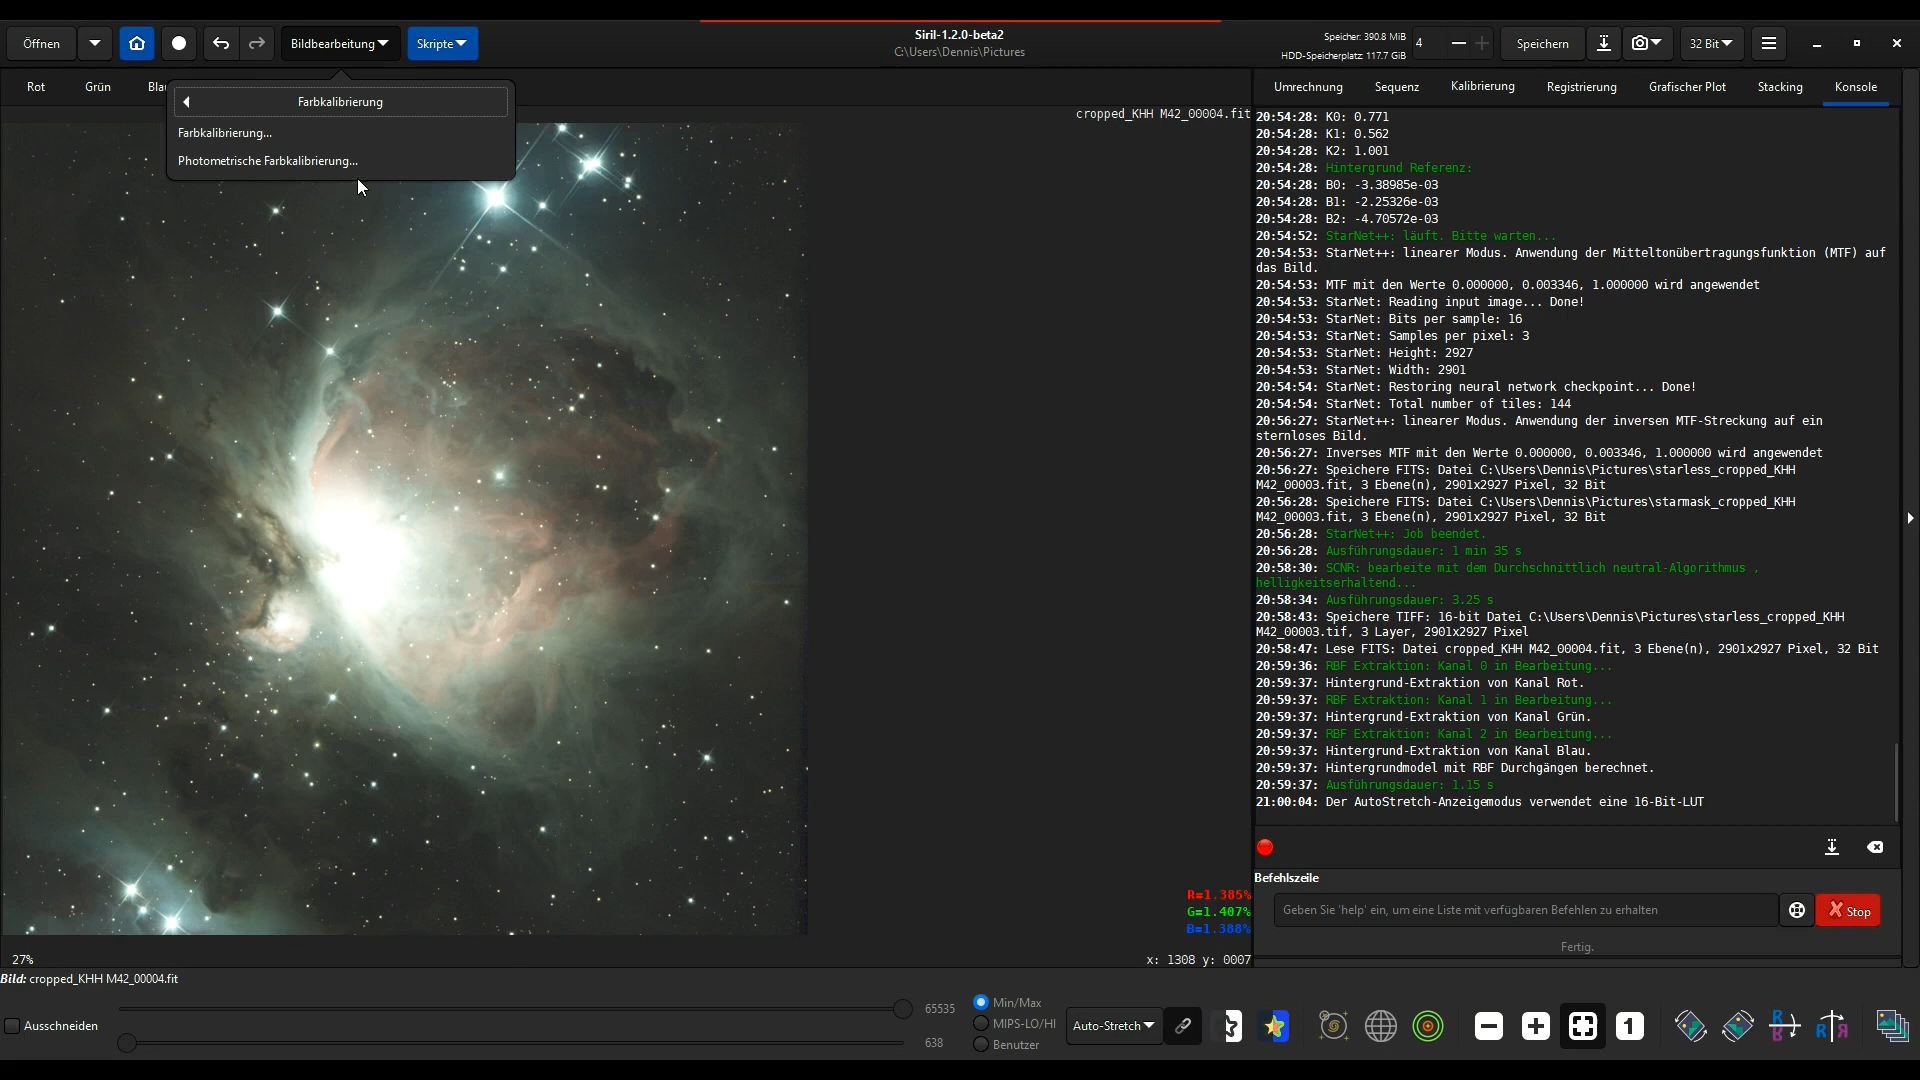 Öffnen
Bildbearbeitung
Skripte
Siril-1.2.0-beta2
C:\Users\Dennis\Pictures
Speicher: 390.8 MiB
HDD-Speicherplatz: 117.7 GiB
4
Speichern
32 Bit
Rot
Grün
Blau
Farbkalibrierung
Farbkalibrierung...
Photometrische Farbkalibrierung...
cropped_KHH M42_00004.fit
R=1.385%
G=1.407%
B=1.388%
27%
x: 1308 y: 0007
Bild: cropped_KHH M42_00004.fit
Ausschneiden
65535
638
Min/Max
MIPS-LO/HI
Benutzer
Auto-Stretch
1
R
R
R
R
Umrechnung
Sequenz
Kalibrierung
Registrierung
Grafischer Plot
Stacking
Konsole
20:54:28: K0: 0.771
20:54:28: K1: 0.562
20:54:28: K2: 1.001
20:54:28: Hintergrund Referenz:
20:54:28: B0: -3.38985e-03
20:54:28: B1: -2.25326e-03
20:54:28: B2: -4.70572e-03
20:54:52: StarNet++: läuft. Bitte warten...
20:54:53: StarNet++: linearer Modus. Anwendung der Mitteltonübertragungsfunktion (MTF) auf
das Bild.
20:54:53: MTF mit den Werte 0.000000, 0.003346, 1.000000 wird angewendet
20:54:53: StarNet: Reading input image... Done!
20:54:53: StarNet: Bits per sample: 16
20:54:53: StarNet: Samples per pixel: 3
20:54:53: StarNet: Height: 2927
20:54:53: StarNet: Width: 2901
20:54:54: StarNet: Restoring neural network checkpoint... Done!
20:54:54: StarNet: Total number of tiles: 144
20:56:27: StarNet++: linearer Modus. Anwendung der inversen MTF-Streckung auf ein
sternloses Bild.
20:56:27: Inverses MTF mit den Werte 0.000000, 0.003346, 1.000000 wird angewendet
20:56:27: Speichere FITS: Datei C:\Users\Dennis\Pictures\starless_cropped_KHH
M42_00003.fit, 3 Ebene(n), 2901x2927 Pixel, 32 Bit
20:56:28: Speichere FITS: Datei C:\Users\Dennis\Pictures\starmask_cropped_KHH
M42_00003.fit, 3 Ebene(n), 2901x2927 Pixel, 32 Bit
20:56:28: StarNet++: Job beendet.
20:56:28: Ausführungsdauer: 1 min 35 s
20:58:30: SCNR: bearbeite mit dem Durchschnittlich neutral-Algorithmus ,
helligkeitserhaltend...
20:58:34: Ausführungsdauer: 3.25 s
20:58:43: Speichere TIFF: 16-bit Datei C:\Users\Dennis\Pictures\starless_cropped_KHH
M42_00003.tif, 3 Layer, 2901x2927 Pixel
20:58:47: Lese FITS: Datei cropped_KHH M42_00004.fit, 3 Ebene(n), 2901x2927 Pixel, 32 Bit
20:59:36: RBF Extraktion: Kanal 0 in Bearbeitung...
20:59:37: Hintergrund-Extraktion von Kanal Rot.
20:59:37: RBF Extraktion: Kanal 1 in Bearbeitung...
20:59:37: Hintergrund-Extraktion von Kanal Grün.
20:59:37: RBF Extraktion: Kanal 2 in Bearbeitung...
20:59:37: Hintergrund-Extraktion von Kanal Blau.
20:59:37: Hintergrundmodel mit RBF Durchgängen berechnet.
20:59:37: Ausführungsdauer: 1.15 s
21:00:04: Der AutoStretch-Anzeigemodus verwendet eine 16-Bit-LUT
Befehlszeile
Geben Sie 'help' ein, um eine Liste mit verfügbaren Befehlen zu erhalten
Stop
Fertig.